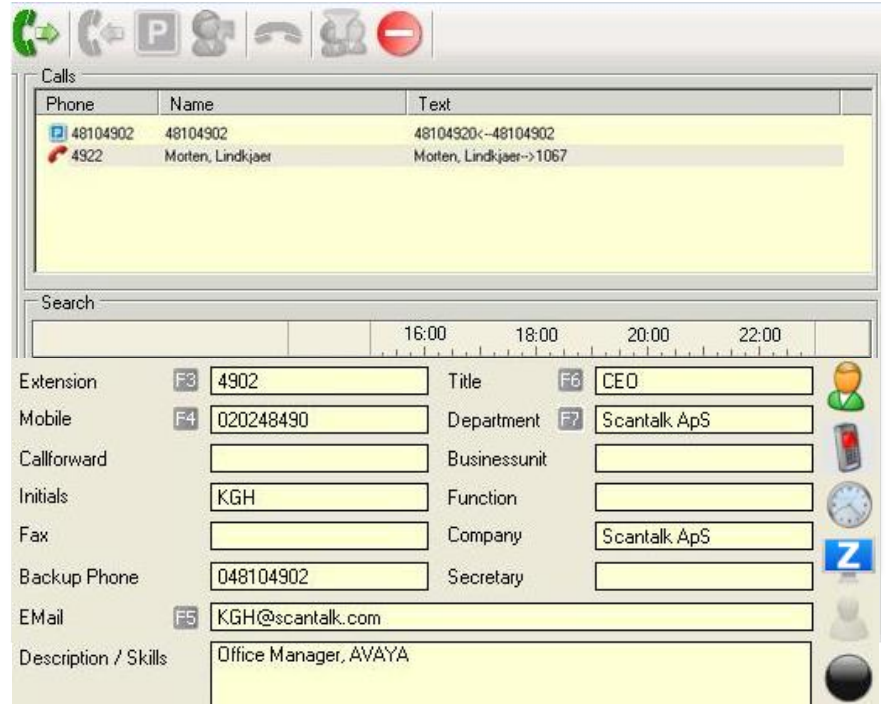 P
Calls
Phone Name Text
P 48104902 48104902 48104920<--48104902
4922 Morten, Lindkjaer Morten, Lindkjaer-->1067
Search
16:00 18:00 20:00 22:00
Extension F3 4902 Title F6 CEO
Mobile F4 020248490 Department F7 Scantalk ApS
Callforward Businessunit
Initials KGH Function
Fax Company Scantalk ApS
Z
Backup Phone 048104902 Secretary
EMail F5 KGH@scantalk.com
Description / Skills Office Manager, AVAYA